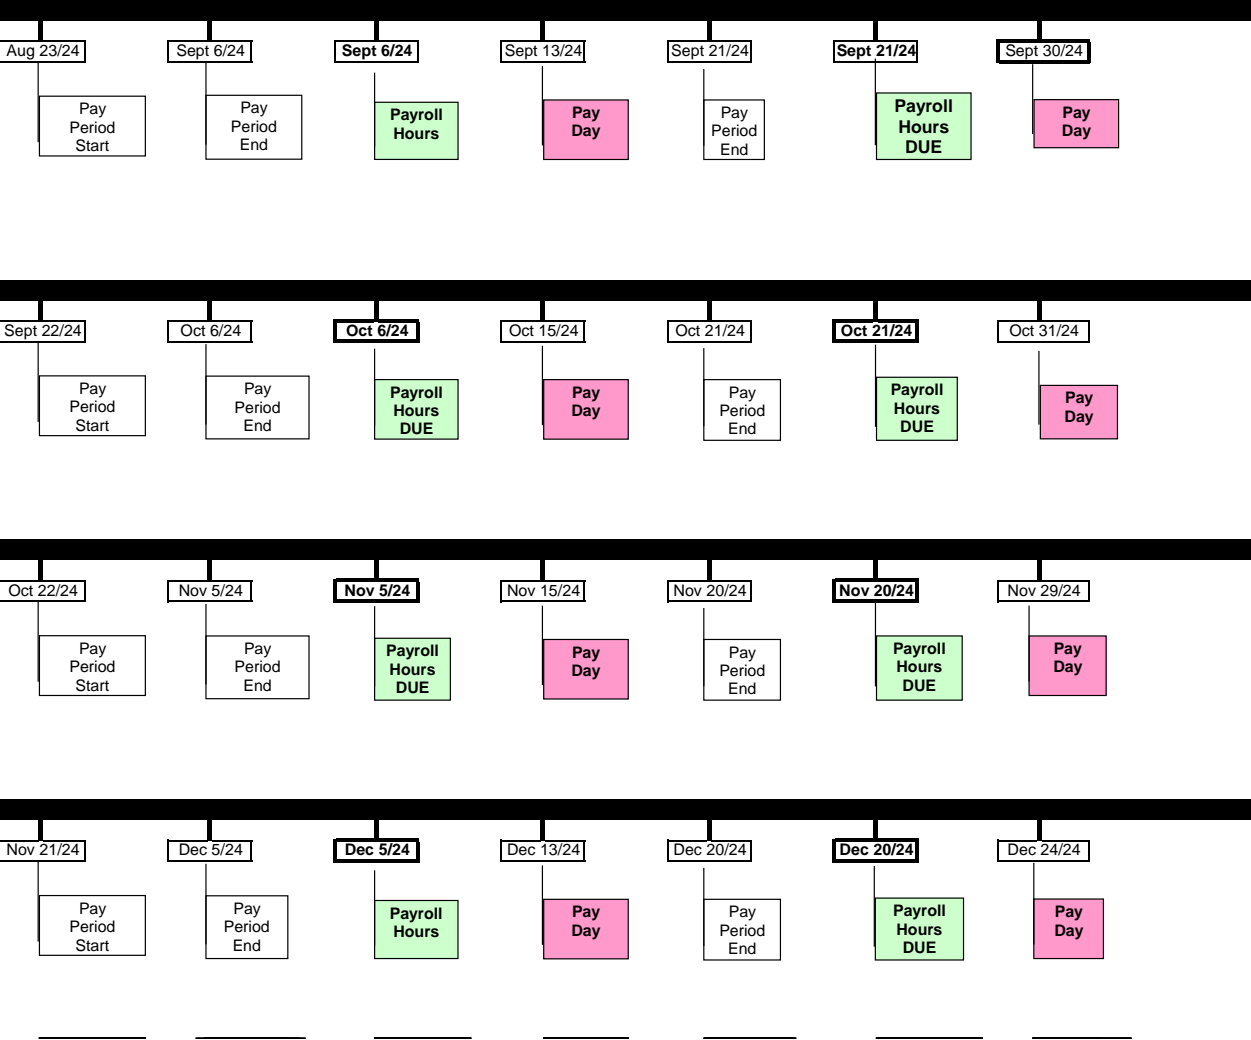 Aug 23/24 Sept 6/24 Sept 6/24 Sept 13/24 Sept 21/24 Sept 21/24 Sept 30/24
Pay
Period
Start
Pay
Period
End
Payroll
Hours
Pay
Day
Pay
Period
End
Payroll
Hours
DUE
Pay
Day
Sept 22/24 Oct 6/24 Oct 6/24 Oct 15/24 Oct 21/24 Oct 21/24 Oct 31/24
Pay
Period
Start
Pay
Period
End
Payroll
Hours
DUE
Pay
Day
Pay
Period
End
Payroll
Hours
DUE
Pay
Day
Oct 22/24 Nov 5/24 Nov 5/24 Nov 15/24 Nov 20/24 Nov 20/24 Nov 29/24
Pay
Period
Start
Pay
Period
End
Payroll
Hours
DUE
Pay
Day
Pay
Period
End
Payroll
Hours
DUE
Pay
Day
Nov 21/24 Dec 5/24 Dec 5/24 Dec 13/24 Dec 20/24 Dec 20/24 Dec 24/24
Pay
Period
Start
Pay
Period
End
Payroll
Hours
Pay
Day
Pay
Period
End
Payroll
Hours
DUE
Pay
Day